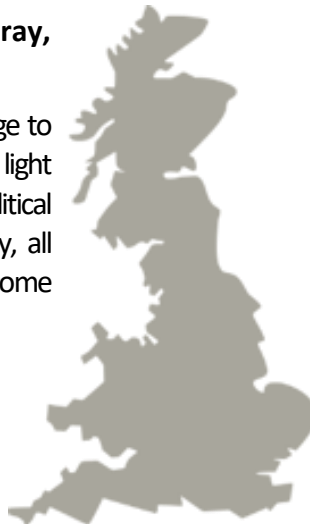 ray,
ge to
light
litical
y, all
ome